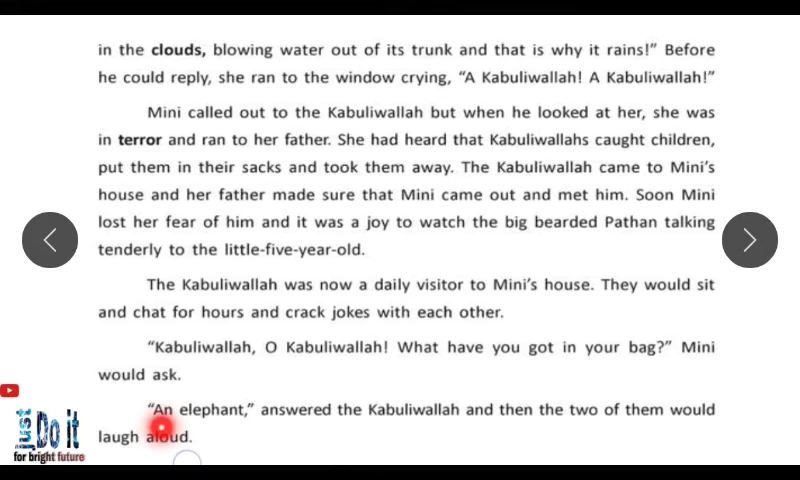 in the clouds, blowing water out of its trunk and that is why it rains!” Before
he could reply, she ran to the window crying, “A Kabuliwallah! A Kabuliwallah!”
Mini called out to the Kabuliwallah but when he looked at her, she was
in terror and ran to her father. She had heard that Kabuliwallahs caught children,
put them in their sacks and took them away. The Kabuliwallah came to Mini’s
house and her father made sure that Mini came out and met him. Soon Mini
lost her fear of him and it was a joy to watch the big bearded Pathan talking
tenderly to the little-five-year-old.
The Kabuliwallah was now a daily visitor to Mini’s house. They would sit
and chat for hours and crack jokes with each other.
“Kabuliwallah, O Kabuliwallah! What have you got in your bag?” Mini
would ask.
“An elephant,” answered the Kabuliwallah and then the two of them would
laugh aloud.
just Do it
for bright future